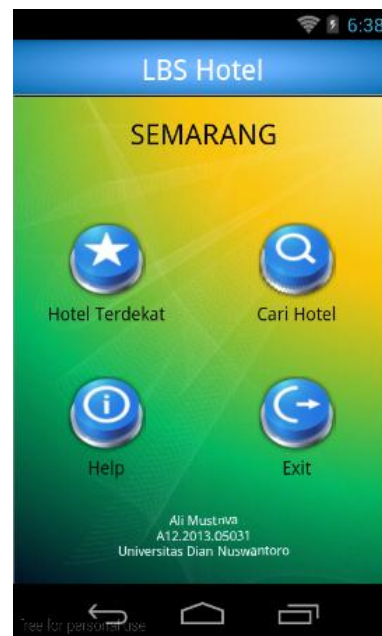 6:38
LBS Hotel
SEMARANG
Hotel Terdekat
Cari Hotel
Help
Exit
Ali Mustriva
A12.2013.05031
Universitas Dian Nuswantoro
free for personal use